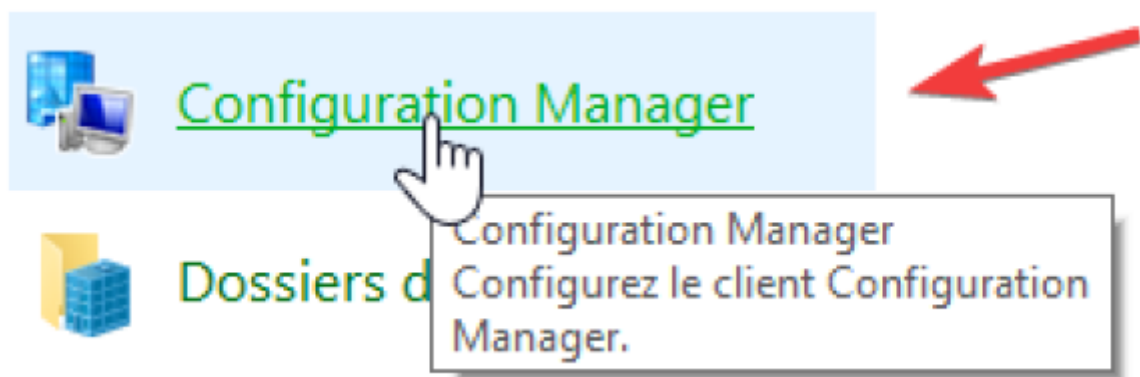 Configuration Manager
Configuration Manager
Dossiers d
Configurez le client Configuration
Manager.